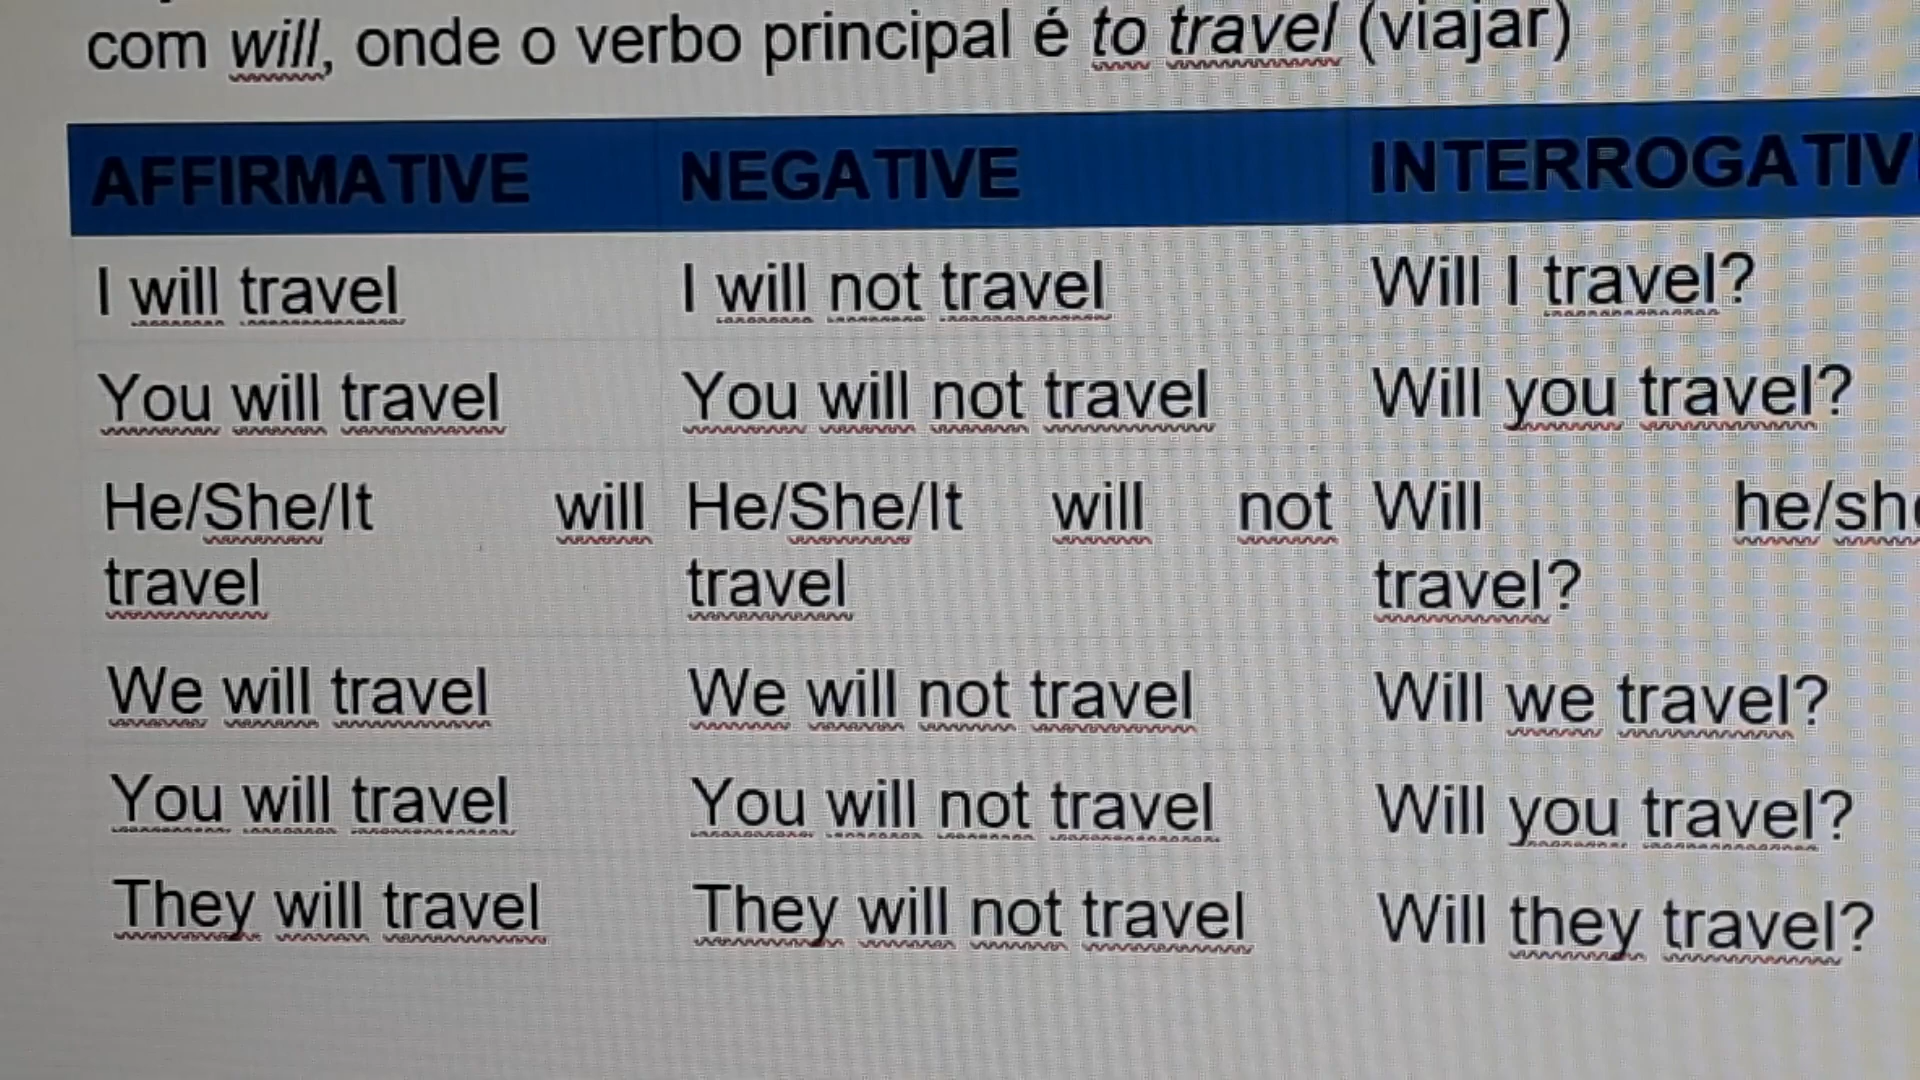 com will, onde o verbo principal é to travel (viajar)
AFFIRMATIVE NEGATIVE INTERROGATIV
I will travel I will not travel Will I travel?
You will travel You will not travel Will you travel?
He/She/It will He/She/It will not Will he/she
travel travel travel?
We will travel We will not travel Will we travel?
You will travel You will not travel Will you travel?
They will travel They will not travel Will they travel?